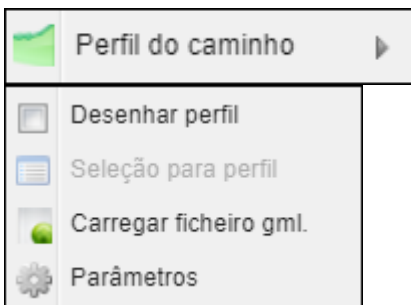 Perfil do caminho
Desenhar perfil
Seleção para perfil
Carregar ficheiro gml.
Parâmetros